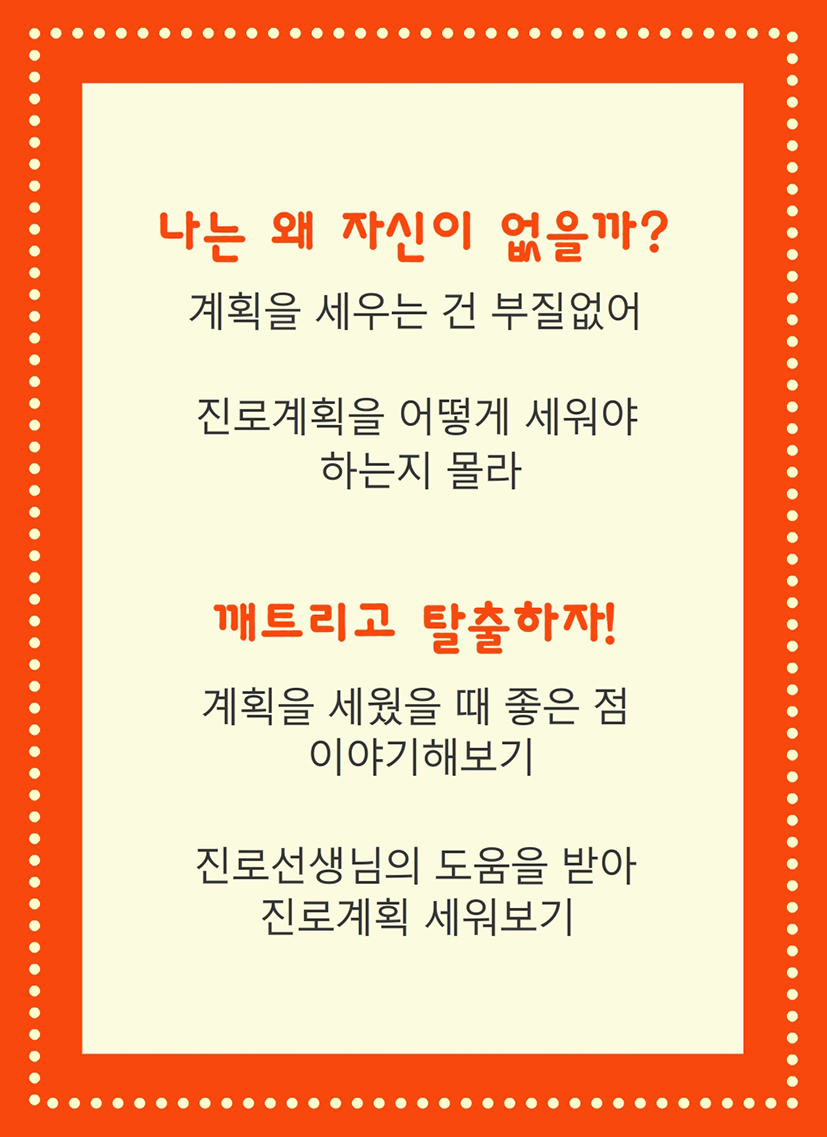 나는 왜 자신이 없을까?
계획을 세우는 건 부질없어
진로계획을 어떻게 세워야
하는지 몰라
깨트리고 탈출하자!
계획을 세웠을 때 좋은 점
이야기해보기
진로선생님의 도움을 받아
진로계획 세워보기